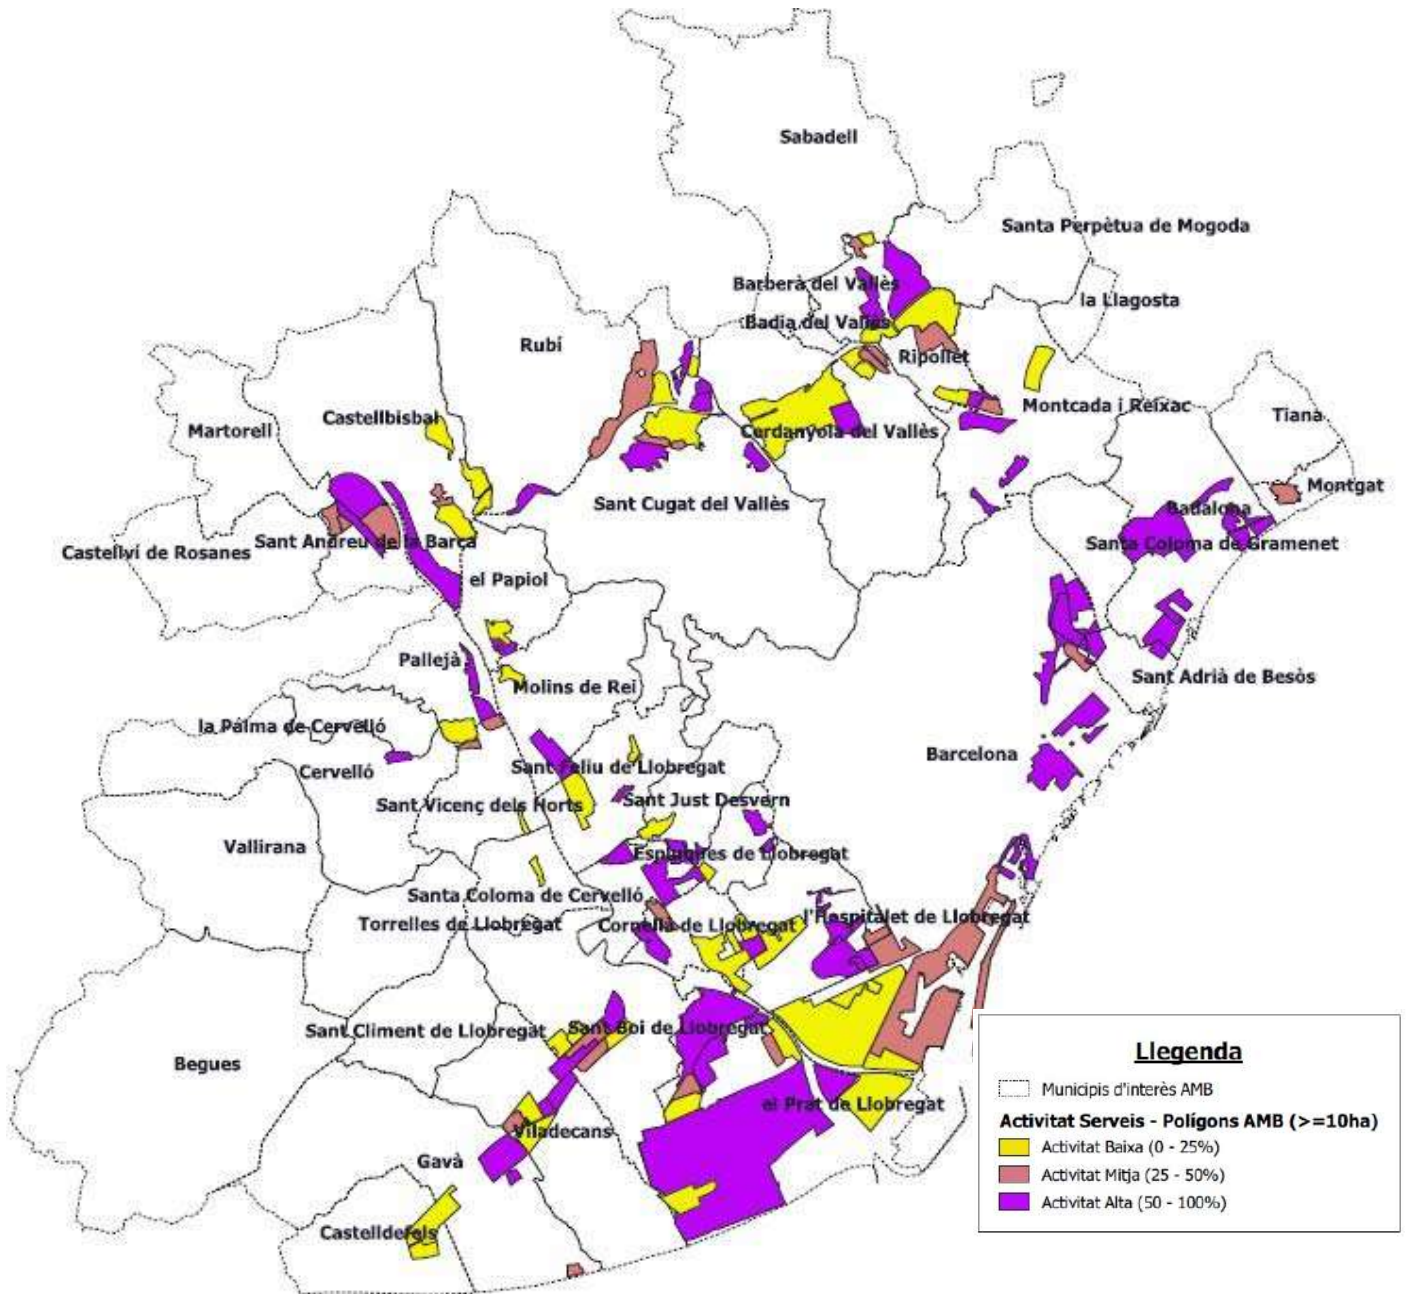 Sabadell
Santa Perpètua de Mogoda
Barberà del Vallès
la Llagosta
Badia del Vallès
Rubí
Ripollet
Castellbisbal
Montcada i Reixac
Tiana
Martorell
Cerdanyola del Vallès
Montgat
Sant Cugat del Vallès
Badalona
Castellví de Rosanes
Sant Andreu de la Barca
Santa Coloma de Gramenet
el Papiol
Pallejà
Molins de Rei
Sant Adrià de Besòs
la Palma de Cervelló
Barcelona
Cervelló
Sant Feliu de Llobregat
Sant Vicenç dels Horts
Sant Just Desvern
Vallirana
Esplugues de Llobregat
Santa Coloma de Cervelló
Torrelles de Llobregat
Cornellà de Llobregat
l'Hospitalet de Llobregat
Sant Climent de Llobregat
Sant Boi de Llobregat
Begues
el Prat de Llobregat
Viladecans
Gavà
Castelldefels
Llegenda
Municipis d'interès AMB
Activitat Serveis - Polígons AMB (>=10ha)
Activitat Baixa (0 - 25%)
Activitat Mitja (25 - 50%)
Activitat Alta (50 - 100%)